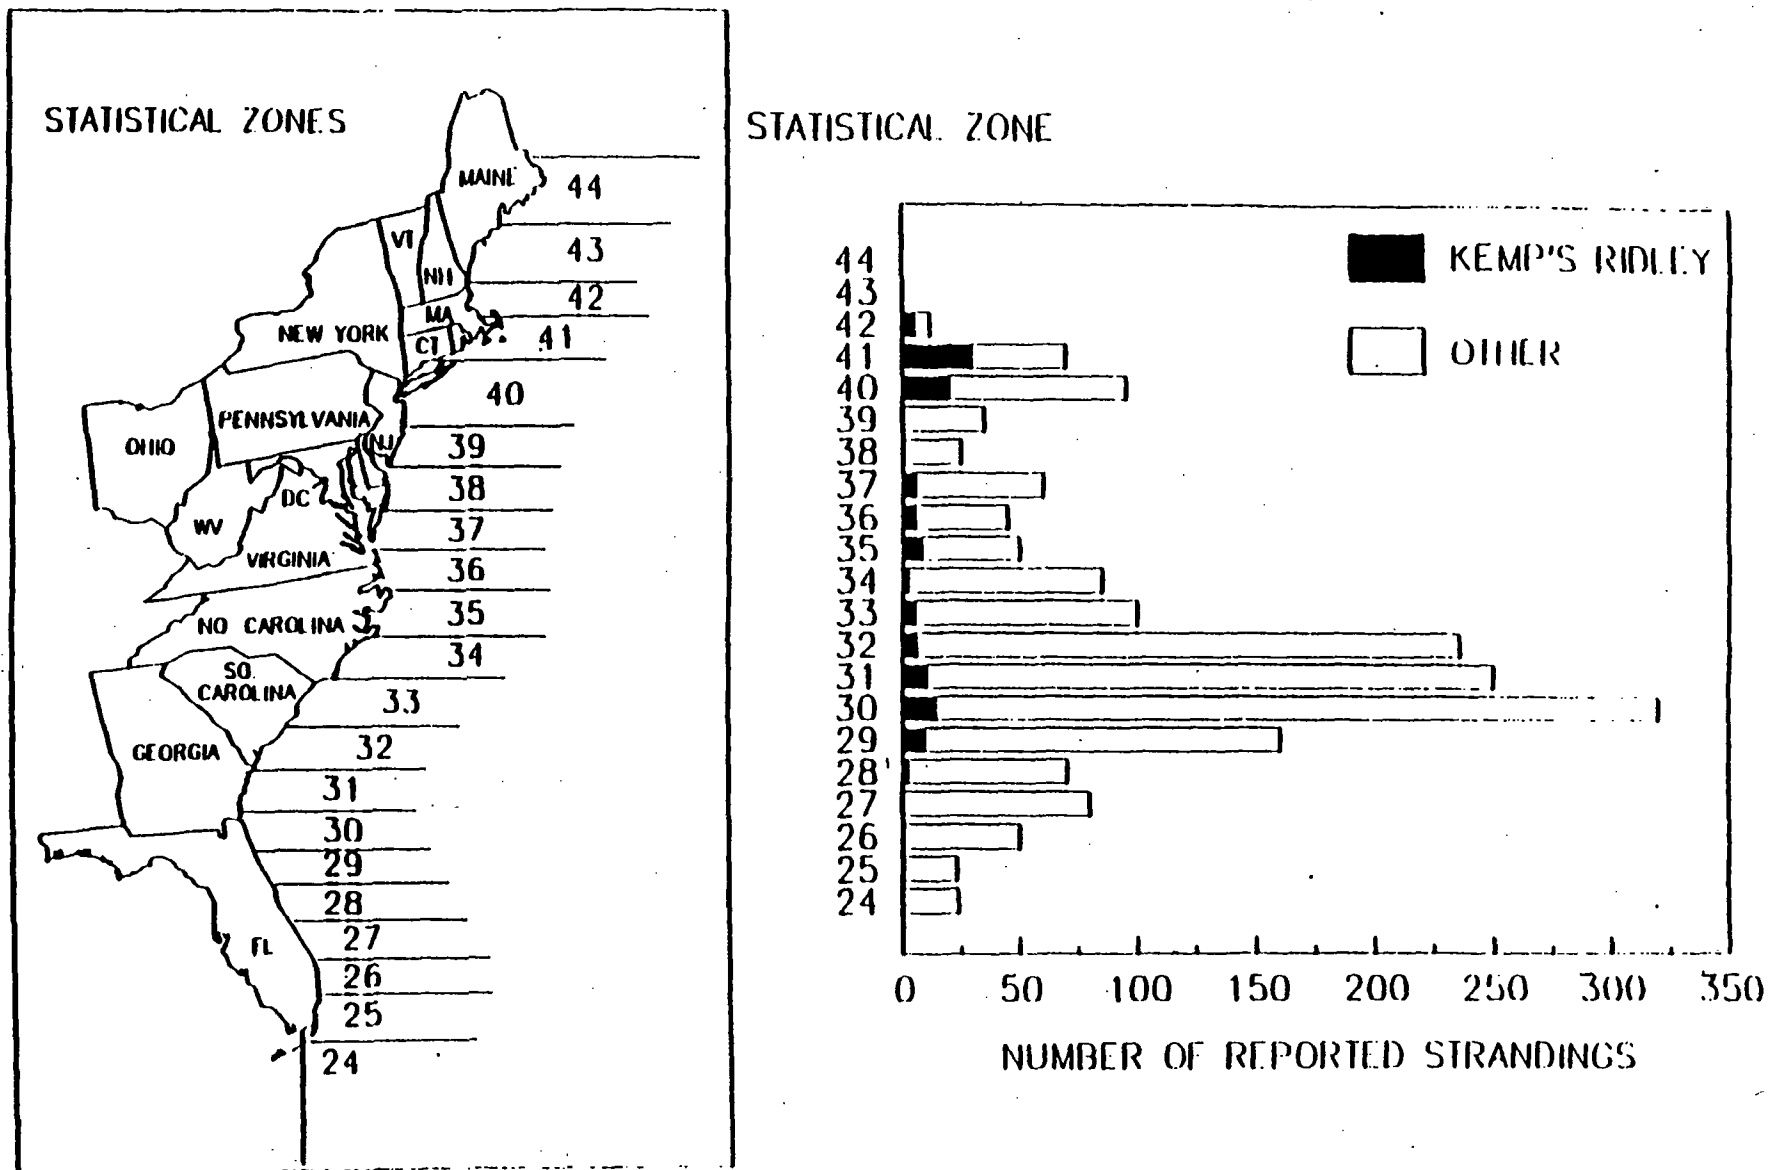 STATISTICAL ZONES
MAINE
44
VT
43
NH
42
MA
NEW YORK
CT
41
40
PENNSYLVANIA
OHIO
NJ
39
DC
38
WV
37
VIRGINIA
36
NO CAROLINA
35
34
SO.
CAROLINA
33
GEORGIA
32
31
30
29
28
FL
27
26
25
24
STATISTICAL ZONE
KEMP'S RIDLEY
OTHER
44
43
42
41
40
39
38
37
36
35
34
33
32
31
30
29
28
27
26
25
24
0 50 100 150 200 250 300 350
NUMBER OF REPORTED STRANDINGS